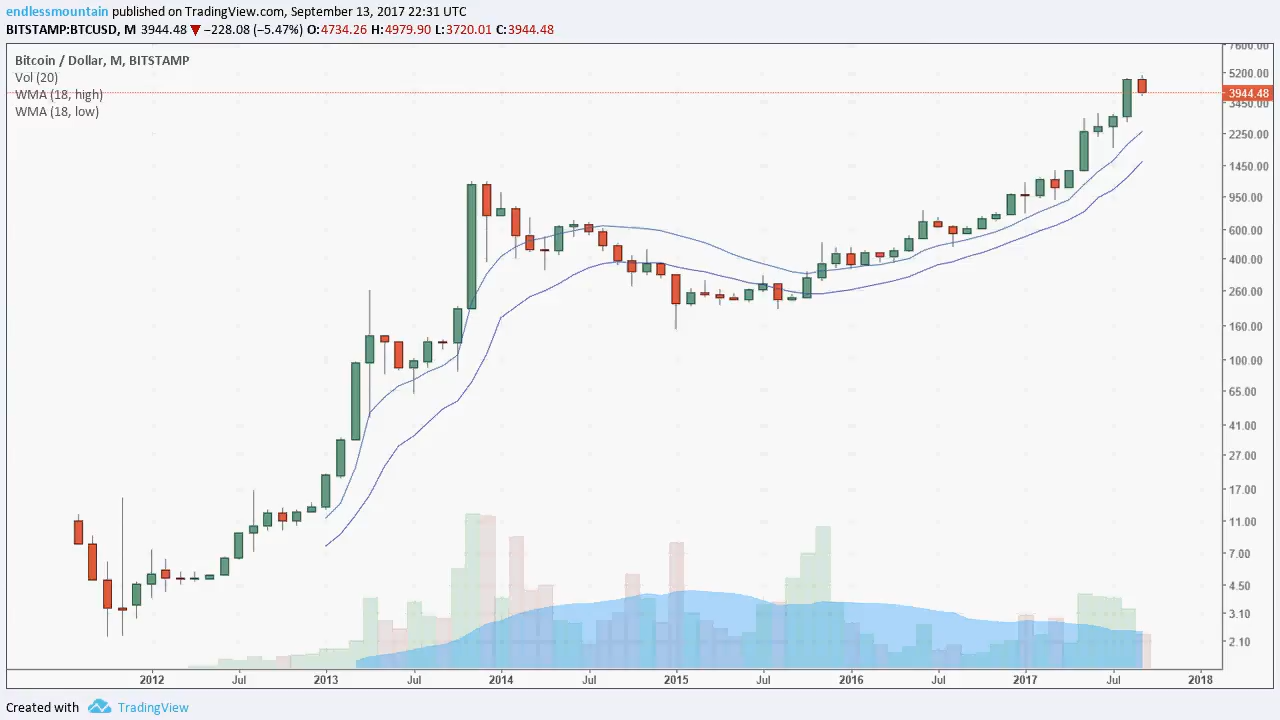 endlessmountain published on TradingView.com, September 13, 2017 22:31 UTC
BITSTAMP:BTCUSD, M 3944.48 ▼ −228.08 (−5.47%) O:4734.26 H:4979.90 L:3720.01 C:3944.48
Bitcoin / Dollar, M, BITSTAMP
Vol (20)
WMA (18, high)
WMA (18, low)
7600.00
5200.00
3944.48
3450.00
2250.00
1450.00
950.00
600.00
400.00
260.00
160.00
100.00
65.00
41.00
27.00
17.00
11.00
7.00
4.50
3.10
2.10
2012 Jul 2013 Jul 2014 Jul 2015 Jul 2016 Jul 2017 Jul 2018
Created with TradingView